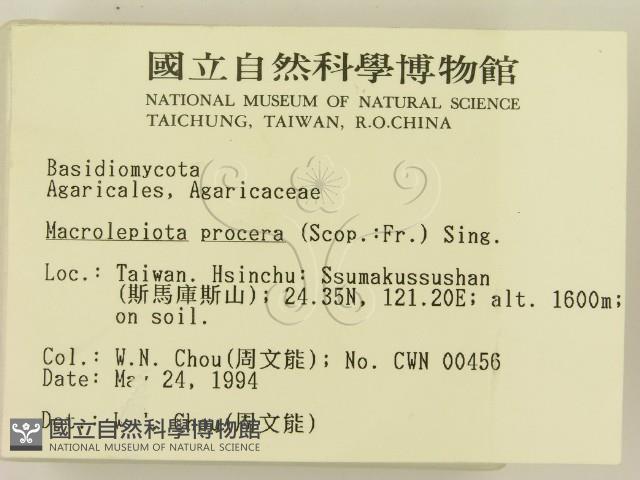 國立自然科學博物館
NATIONAL MUSEUM OF NATURAL SCIENCE
TAICHUNG, TAIWAN, R.O.CHINA
Basidiomycota
Agaricales, Agaricaceae
Macrolepiota procera (Scop.:Fr.) Sing.
Loc.: Taiwan. Hsinchu: Ssumakussushan
(斯馬庫斯山); 24.35N, 121.20E; alt. 1600m;
on soil.
Col.: W.N. Chou(周文能); No. CWN 00456
Date: 24, 1994
Det.: Chou(周文能)
國立自然科學博物館
NATIONAL MUSEUM OF NATURAL SCIENCE